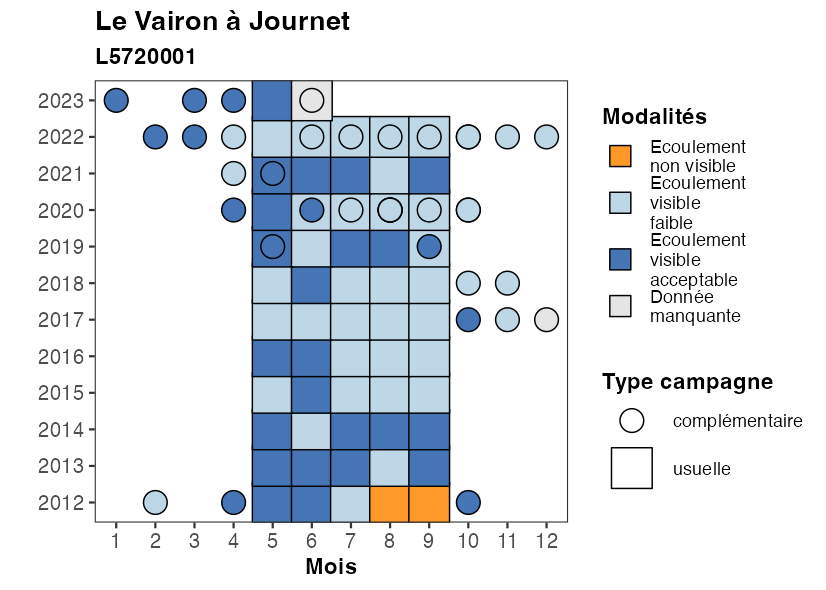 Le Vairon à Journet
L5720001
2023
2022
2021
2020
2019
2018
2017
2016
2015
2014
2013
2012
1 2 3 4 5 6 7 8 9 10 11 12
Mois
Modalités
Ecoulement
non visible
Ecoulement
visible
faible
Ecoulement
visible
acceptable
Donnée
manquante
Type campagne
complémentaire
usuelle